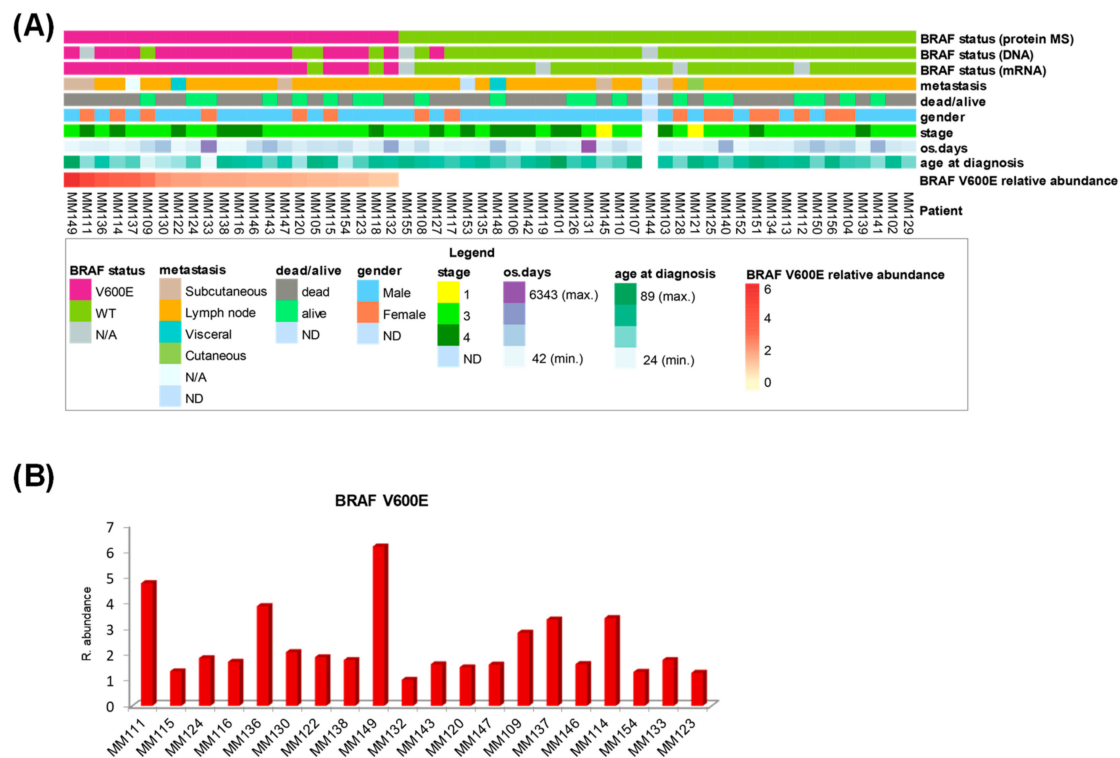 (A)
BRAF status (protein MS)
BRAF status (DNA)
BRAF status (mRNA)
metastasis
dead/alive
gender
stage
os.days
age at diagnosis
BRAF V600E relative abundance
MM149 MM111 MM136 MM114 MM137 MM109 MM130 MM122 MM124 MM133 MM138 MM116 MM146 MM143 MM147 MM120 MM105 MM115 MM154 MM123 MM118 MM132 MM155 MM108 MM127 MM117 MM153 MM135 MM148 MM106 MM119 MM101 MM126 MM131 MM145 MM110 MM107 MM144 MM103 MM128 MM121 MM125 MM140 MM152 MM151 MM134 MM112 MM150 MM156 MM104 MM139 MM141 MM102 MM129 Patient
Legend
BRAF status
V600E
WT
N/A
metastasis
Subcutaneous
Lymph node
Visceral
Cutaneous
N/A
ND
dead/alive
dead
alive
ND
gender
Male
Female
ND
stage
1
3
4
ND
os.days
6343 (max.)
42 (min.)
age at diagnosis
89 (max.)
24 (min.)
BRAF V600E relative abundance
6
4
2
0
(B)
BRAF V600E
R. abundance
7
6
5
4
3
2
1
0
MM111 MM115 MM124 MM116 MM136 MM130 MM122 MM138 MM149 MM132 MM143 MM120 MM147 MM109 MM137 MM146 MM114 MM154 MM133 MM123